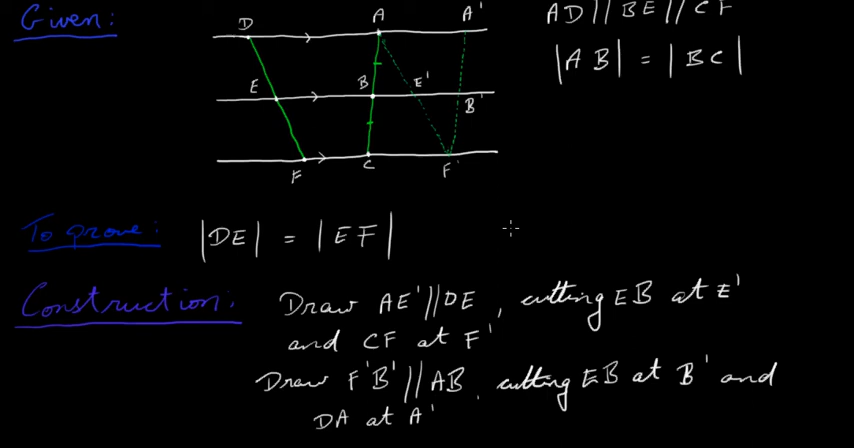 Given:
AD // BE // CF
|AB| = |BC|
D A A'
E B E' B'
F C F'
To prove: |DE| = |EF|
Construction: Draw AE' // DE, cutting EB at E'
and CF at F'
Draw F'B' // AB, cutting EB at B' and
DA at A'